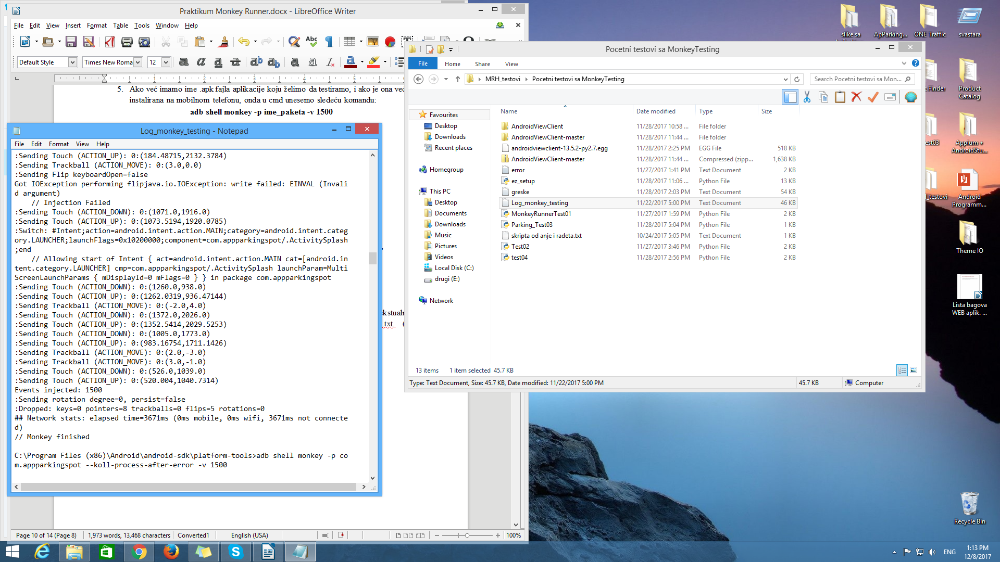 Praktikum Monkey Runner.docx - LibreOffice Writer
File Edit View Insert Format Table Tools Window Help
Default Style
Times New Roma
12
5. Ako već imamo ime .apk fajla aplikacije koju želimo da testiramo, i ako je ona već
instalirana na mobilnom telefonu, onda u cmd unesemo sledeću komandu:
adb shell monkey -p ime_paketa -v 1500
.txt. (
Page 10 of 14 (Page 8) 1,973 words, 13,468 characters Converted1 English (USA) 100%
Log_monkey_testing - Notepad
File Edit Format View Help
:Sending Touch (ACTION_UP): 0:(184.48715,2132.3784)
:Sending Trackball (ACTION_MOVE): 0:(3.0,0.0)
:Sending Flip keyboardOpen=false
Got IOException performing flipjava.io.IOException: write failed: EINVAL (Invali
d argument)
// Injection Failed
:Sending Touch (ACTION_DOWN): 0:(1071.0,1916.0)
:Sending Touch (ACTION_UP): 0:(1073.5194,1920.0785)
:Switch: #Intent;action=android.intent.action.MAIN;category=android.intent.categ
ory.LAUNCHER;launchFlags=0x10200000;component=com.appparkingspot/.ActivitySplash
;end
// Allowing start of Intent { act=android.intent.action.MAIN cat=[android.in
tent.category.LAUNCHER] cmp=com.appparkingspot/.ActivitySplash launchParam=Multi
ScreenLaunchParams { mDisplayId=0 mFlags=0 } } in package com.appparkingspot
:Sending Touch (ACTION_DOWN): 0:(1260.0,938.0)
:Sending Touch (ACTION_UP): 0:(1262.0319,936.47144)
:Sending Trackball (ACTION_MOVE): 0:(-2.0,4.0)
:Sending Touch (ACTION_DOWN): 0:(1372.0,2026.0)
:Sending Touch (ACTION_UP): 0:(1352.5414,2029.5253)
:Sending Touch (ACTION_DOWN): 0:(1005.0,1773.0)
:Sending Touch (ACTION_UP): 0:(983.16754,1711.1426)
:Sending Trackball (ACTION_MOVE): 0:(2.0,-3.0)
:Sending Trackball (ACTION_MOVE): 0:(3.0,-1.0)
:Sending Touch (ACTION_DOWN): 0:(526.0,1039.0)
:Sending Touch (ACTION_UP): 0:(520.004,1040.7314)
Events injected: 1500
:Sending rotation degree=0, persist=false
:Dropped: keys=0 pointers=8 trackballs=0 flips=5 rotations=0
## Network stats: elapsed time=3671ms (0ms mobile, 0ms wifi, 3671ms not connecte
d)
// Monkey finished
C:\Program Files (x86)\Android\android-sdk\platform-tools>adb shell monkey -p co
m.appparkingspot --koll-process-after-error -v 1500
Pocetni testovi sa MonkeyTesting
File Home Share View
MRH_testovi Pocetni testovi sa MonkeyTesting
Search Pocetni testovi sa Mon...
Favourites
Desktop
Downloads
Recent places
Homegroup
This PC
Desktop
Documents
Downloads
Music
Pictures
Videos
Local Disk (C:)
drugi (E:)
Network
Name Date modified Type Size
AndroidViewClient 11/28/2017 10:58 ... File folder
AndroidViewClient-master 11/28/2017 11:44 ... File folder
androidviewclient-13.5.2-py2.7.egg 11/28/2017 2:25 PM EGG File 518 KB
AndroidViewClient-master 11/28/2017 11:44 ... Compressed (zipp... 1,638 KB
error 11/27/2017 1:41 PM Text Document 2 KB
ez_setup 11/28/2017 11:06 ... Python File 13 KB
greske 11/28/2017 2:03 PM Text Document 54 KB
Log_monkey_testing 11/22/2017 5:00 PM Text Document 46 KB
MonkeyRunnerTest01 11/27/2017 1:59 PM Python File 2 KB
Parking_Test03 11/28/2017 5:04 PM Python File 1 KB
skripta od anje i radeta.txt 10/24/2017 5:05 PM Text Document 1 KB
Test02 11/27/2017 3:46 PM Python File 2 KB
test04 11/28/2017 2:56 PM Python File 2 KB
13 items 1 item selected 45.7 KB
Type: Text Document, Size: 45.7 KB, Date modified: 11/22/2017 5:00 PM 45.7 KB Computer
slike sa
ApParking...
ONE Traffic
svastara
Finder
Product
Catalog
Appium +
AndroidStu...
Android
Programm...
Theme IO
Lista bagova
WEB aplik. ...
Recycle Bin
ENG
1:13 PM
12/8/2017